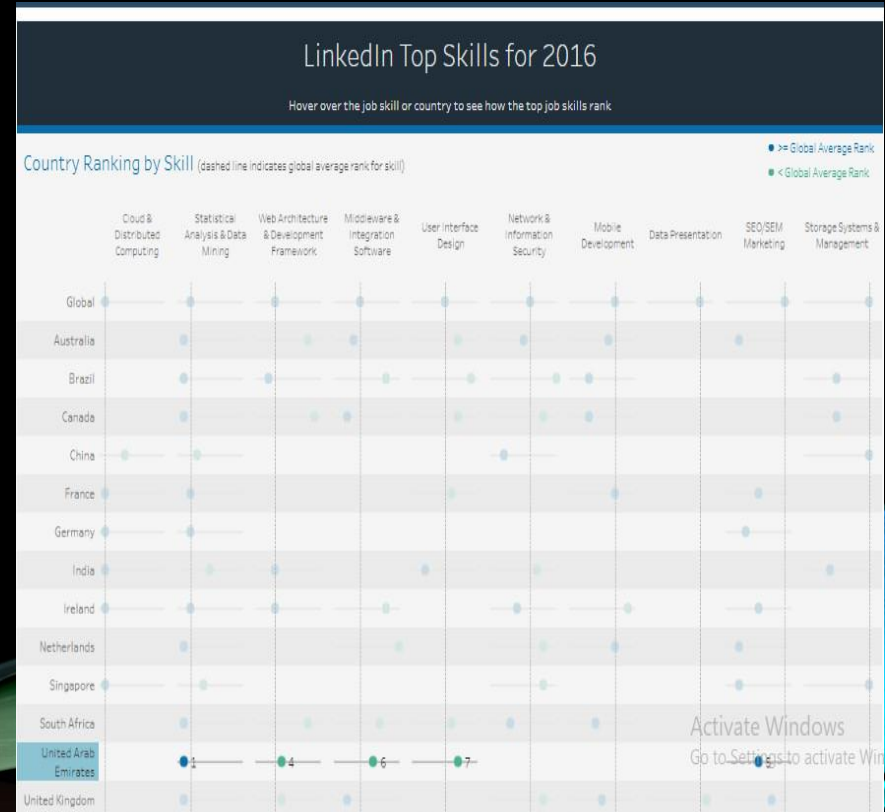 LinkedIn Top Skills for 2016
Hover over the job skill or country to see how the top job skills rank
● >= Global Average Rank
Country Ranking by Skill (dashed line indicates global average rank for skill)
● < Global Average Rank
Cloud & Distributed Computing
Statistical Analysis & Data Mining
Web Architecture & Development Framework
Middleware & Integration Software
User Interface Design
Network & Information Security
Mobile Development
Data Presentation
SEO/SEM Marketing
Storage Systems & Management
Global
Australia
Brazil
Canada
China
France
Germany
India
Ireland
Netherlands
Singapore
South Africa
Activate Windows
United Arab Emirates 1 4 6 7
Go to Settings to activate Win
United Kingdom